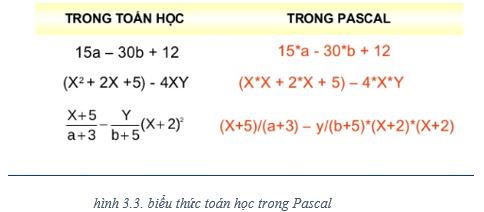 TRONG TOÁN HỌC TRONG PASCAL
15a – 30b + 12 15*a - 30*b + 12
(X² + 2X +5) - 4XY (X*X + 2*X + 5) – 4*X*Y
X+5/a+3 − Y/b+5 (X+2)² (X+5)/(a+3) – y/(b+5)*(X+2)*(X+2)
hình 3.3. biểu thức toán học trong Pascal